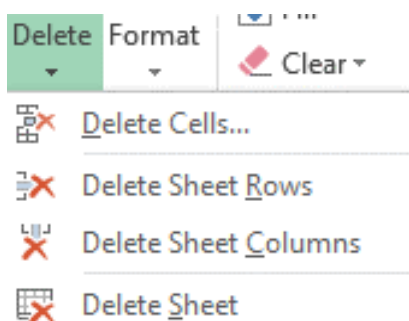 Delete Format
Clear
Delete Cells...
Delete Sheet Rows
Delete Sheet Columns
Delete Sheet